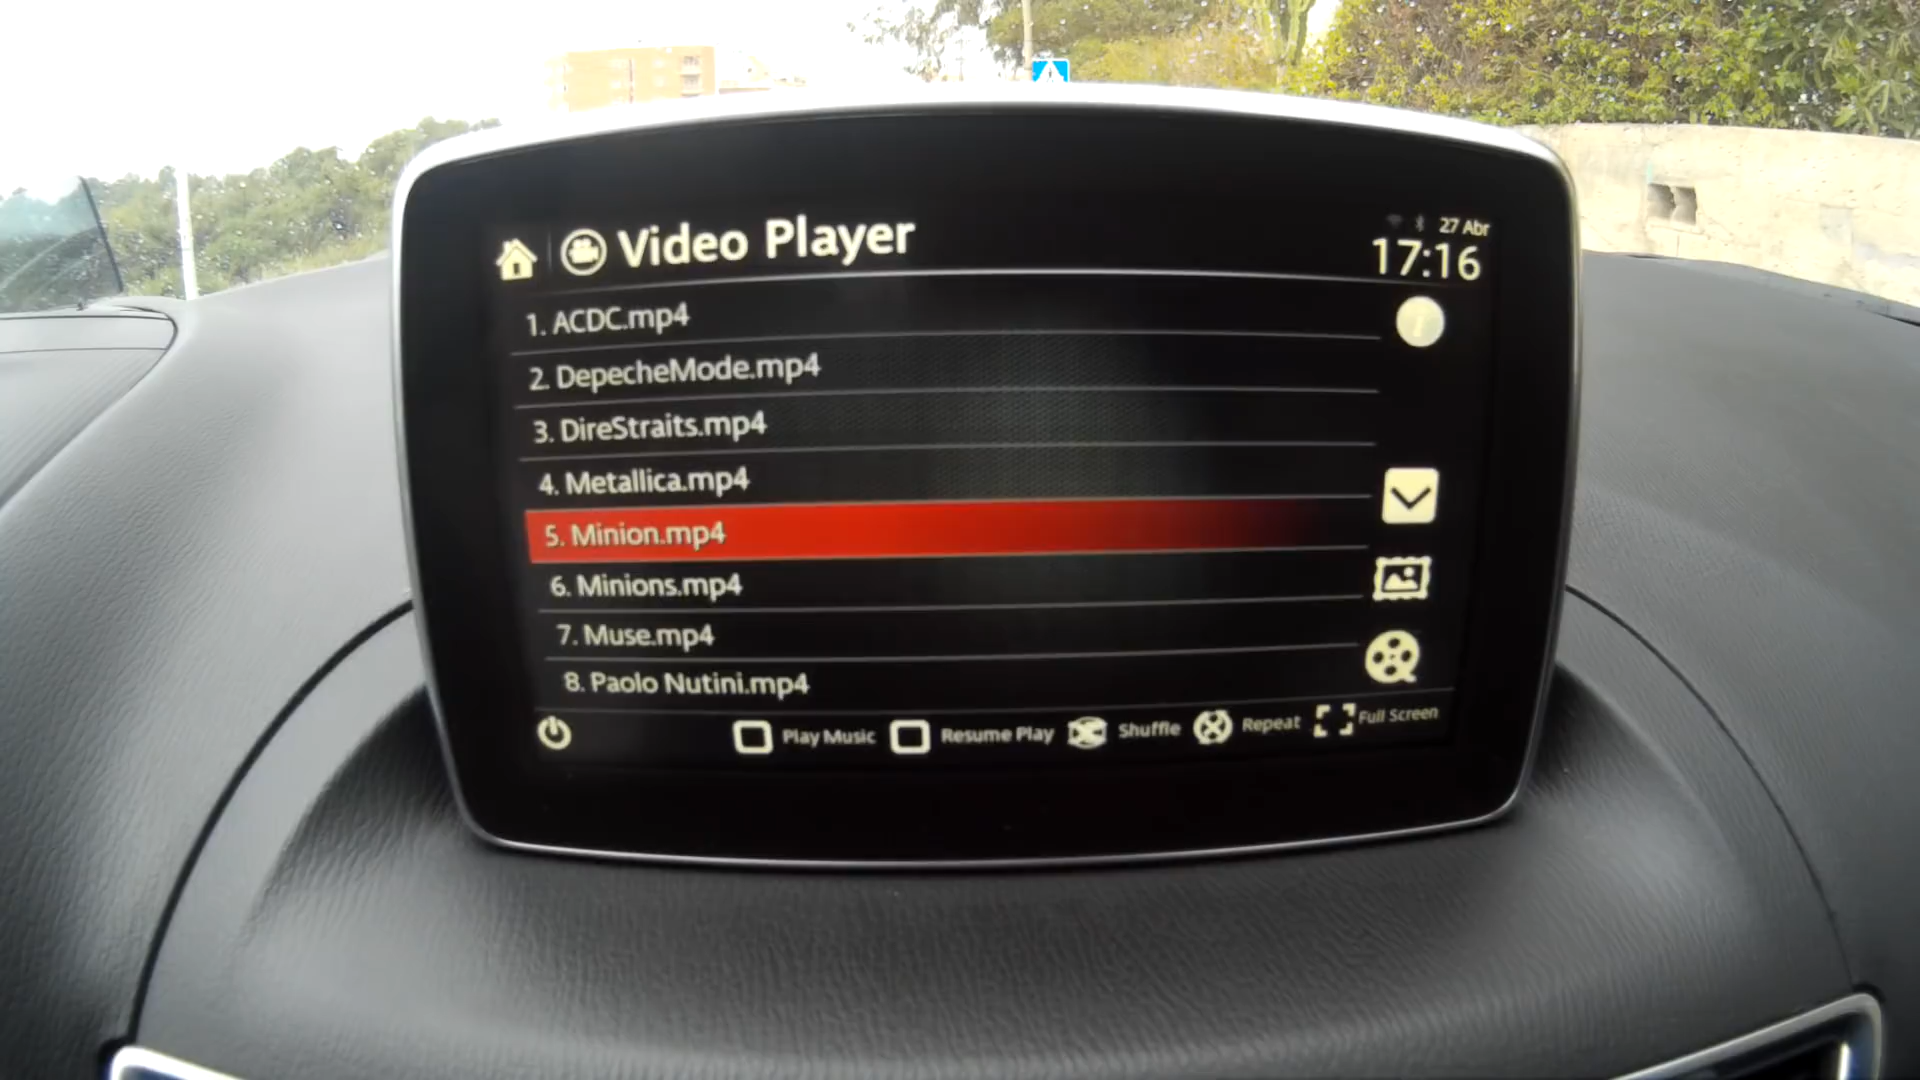 Video Player
27 Abr
17:16
1. ACDC.mp4
2. DepecheMode.mp4
3. DireStraits.mp4
4. Metallica.mp4
5. Minion.mp4
6. Minions.mp4
7. Muse.mp4
8. Paolo Nutini.mp4
Play Music Resume Play Shuffle Repeat Full Screen